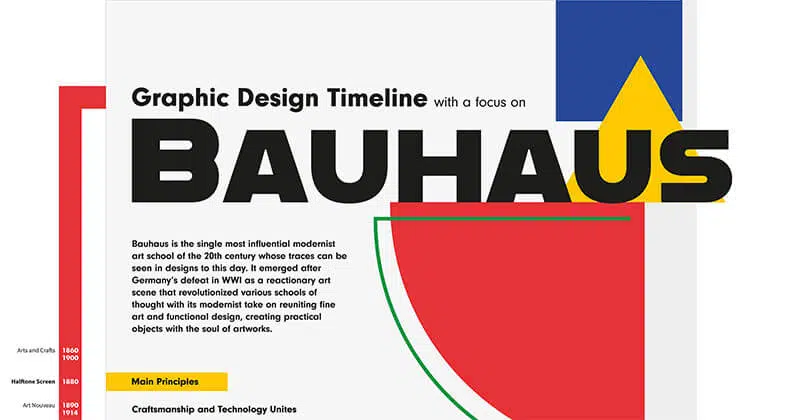 Graphic Design Timeline with a focus on
BAUHAUS
Bauhaus is the single most influential modernist
art school of the 20th century whose traces can be
seen in designs to this day. It emerged after
Germany's defeat in WWI as a reactionary art
scene that revolutionized various schools of
thought with its modernist take on reuniting fine
art and functional design, creating practical
objects with the soul of artworks.
Arts and Crafts 1860
1900
Halftone Screen 1880
Art Nouveau 1890
1914
Main Principles
Craftsmanship and Technology Unites